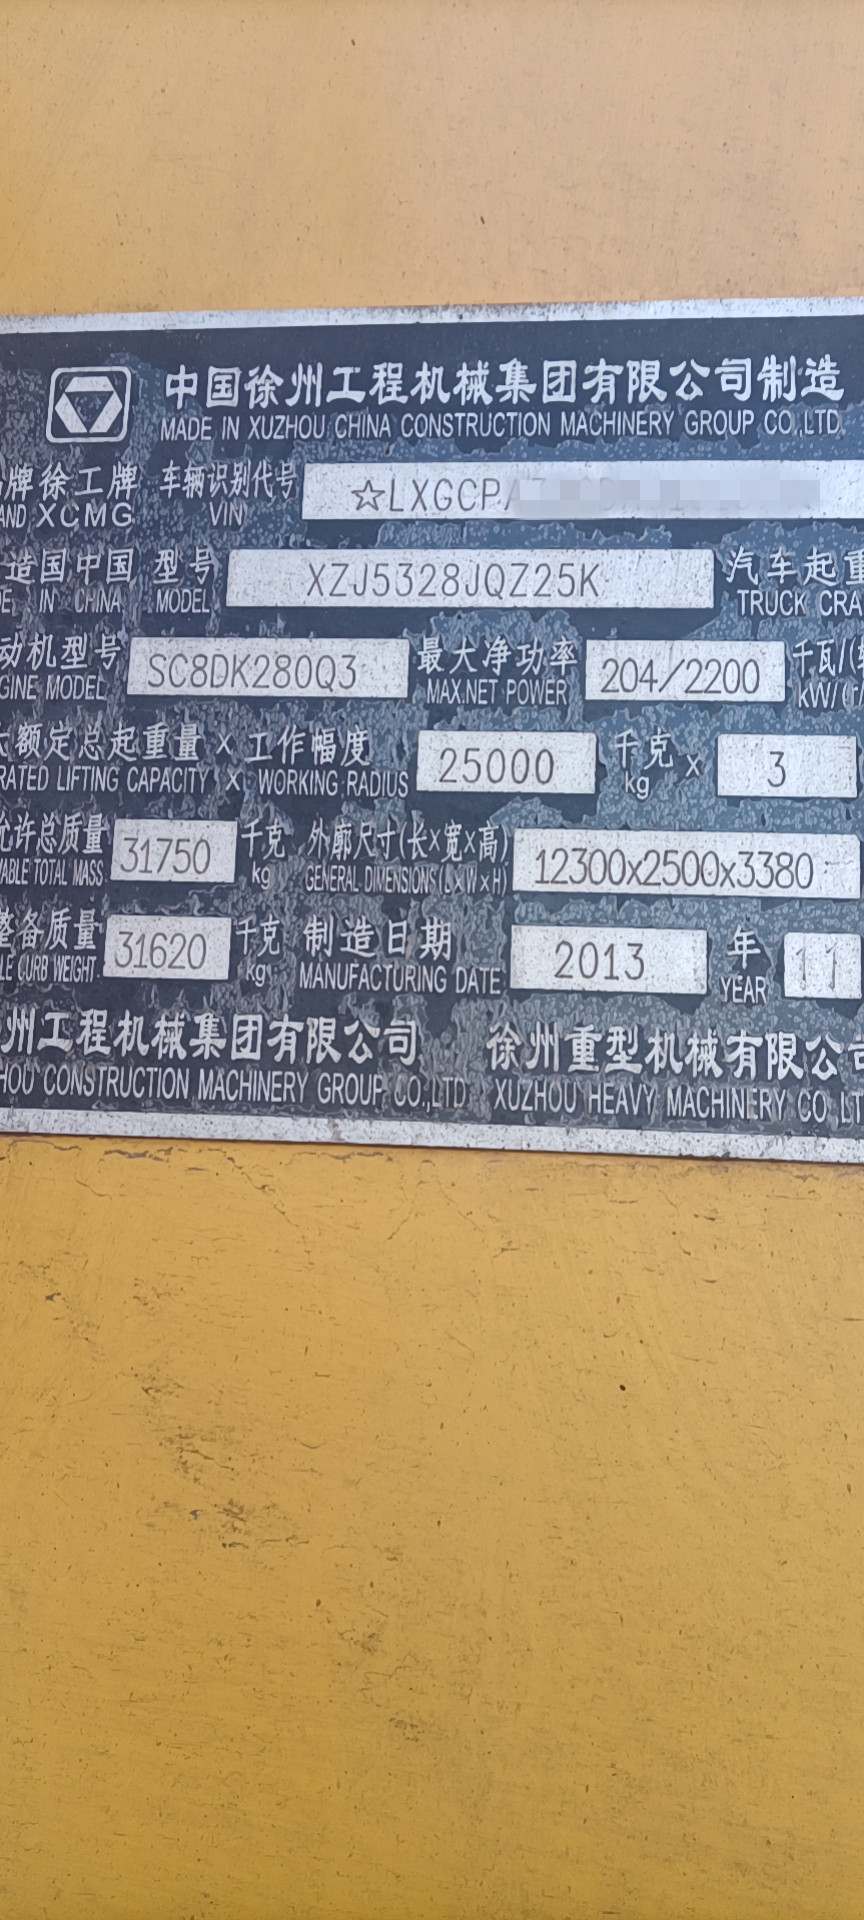 中国徐州工程机械集团有限公司制造
MADE IN XUZHOU CHINA CONSTRUCTION MACHINERY GROUP CO.,LTD.
牌徐工牌 车辆识别代号 ☆LXGCPA
AND XCMG VIN
造国中国 型号 XZJ5328JQZ25K 汽车起重
DE IN CHINA MODEL TRUCK CRA
动机型号 SC8DK280Q3 最大净功率 204/2200 千瓦/(
GINE MODEL MAX.NET POWER kW/(r
额定总起重量×工作幅度 25000 千克 × 3
RATED LIFTING CAPACITY X WORKING RADIUS kg
允许总质量 31750 千克 外廓尺寸(长×宽×高) 12300x2500x3380
VABLE TOTAL MASS kg GENERAL DIMENSIONS(L×W×H)
整备质量 31620 千克 制造日期 2013 年 11
LE CURB WEIGHT kg MANUFACTURING DATE YEAR
州工程机械集团有限公司 徐州重型机械有限公司
HOU CONSTRUCTION MACHINERY GROUP CO.,LTD. XUZHOU HEAVY MACHINERY CO LT